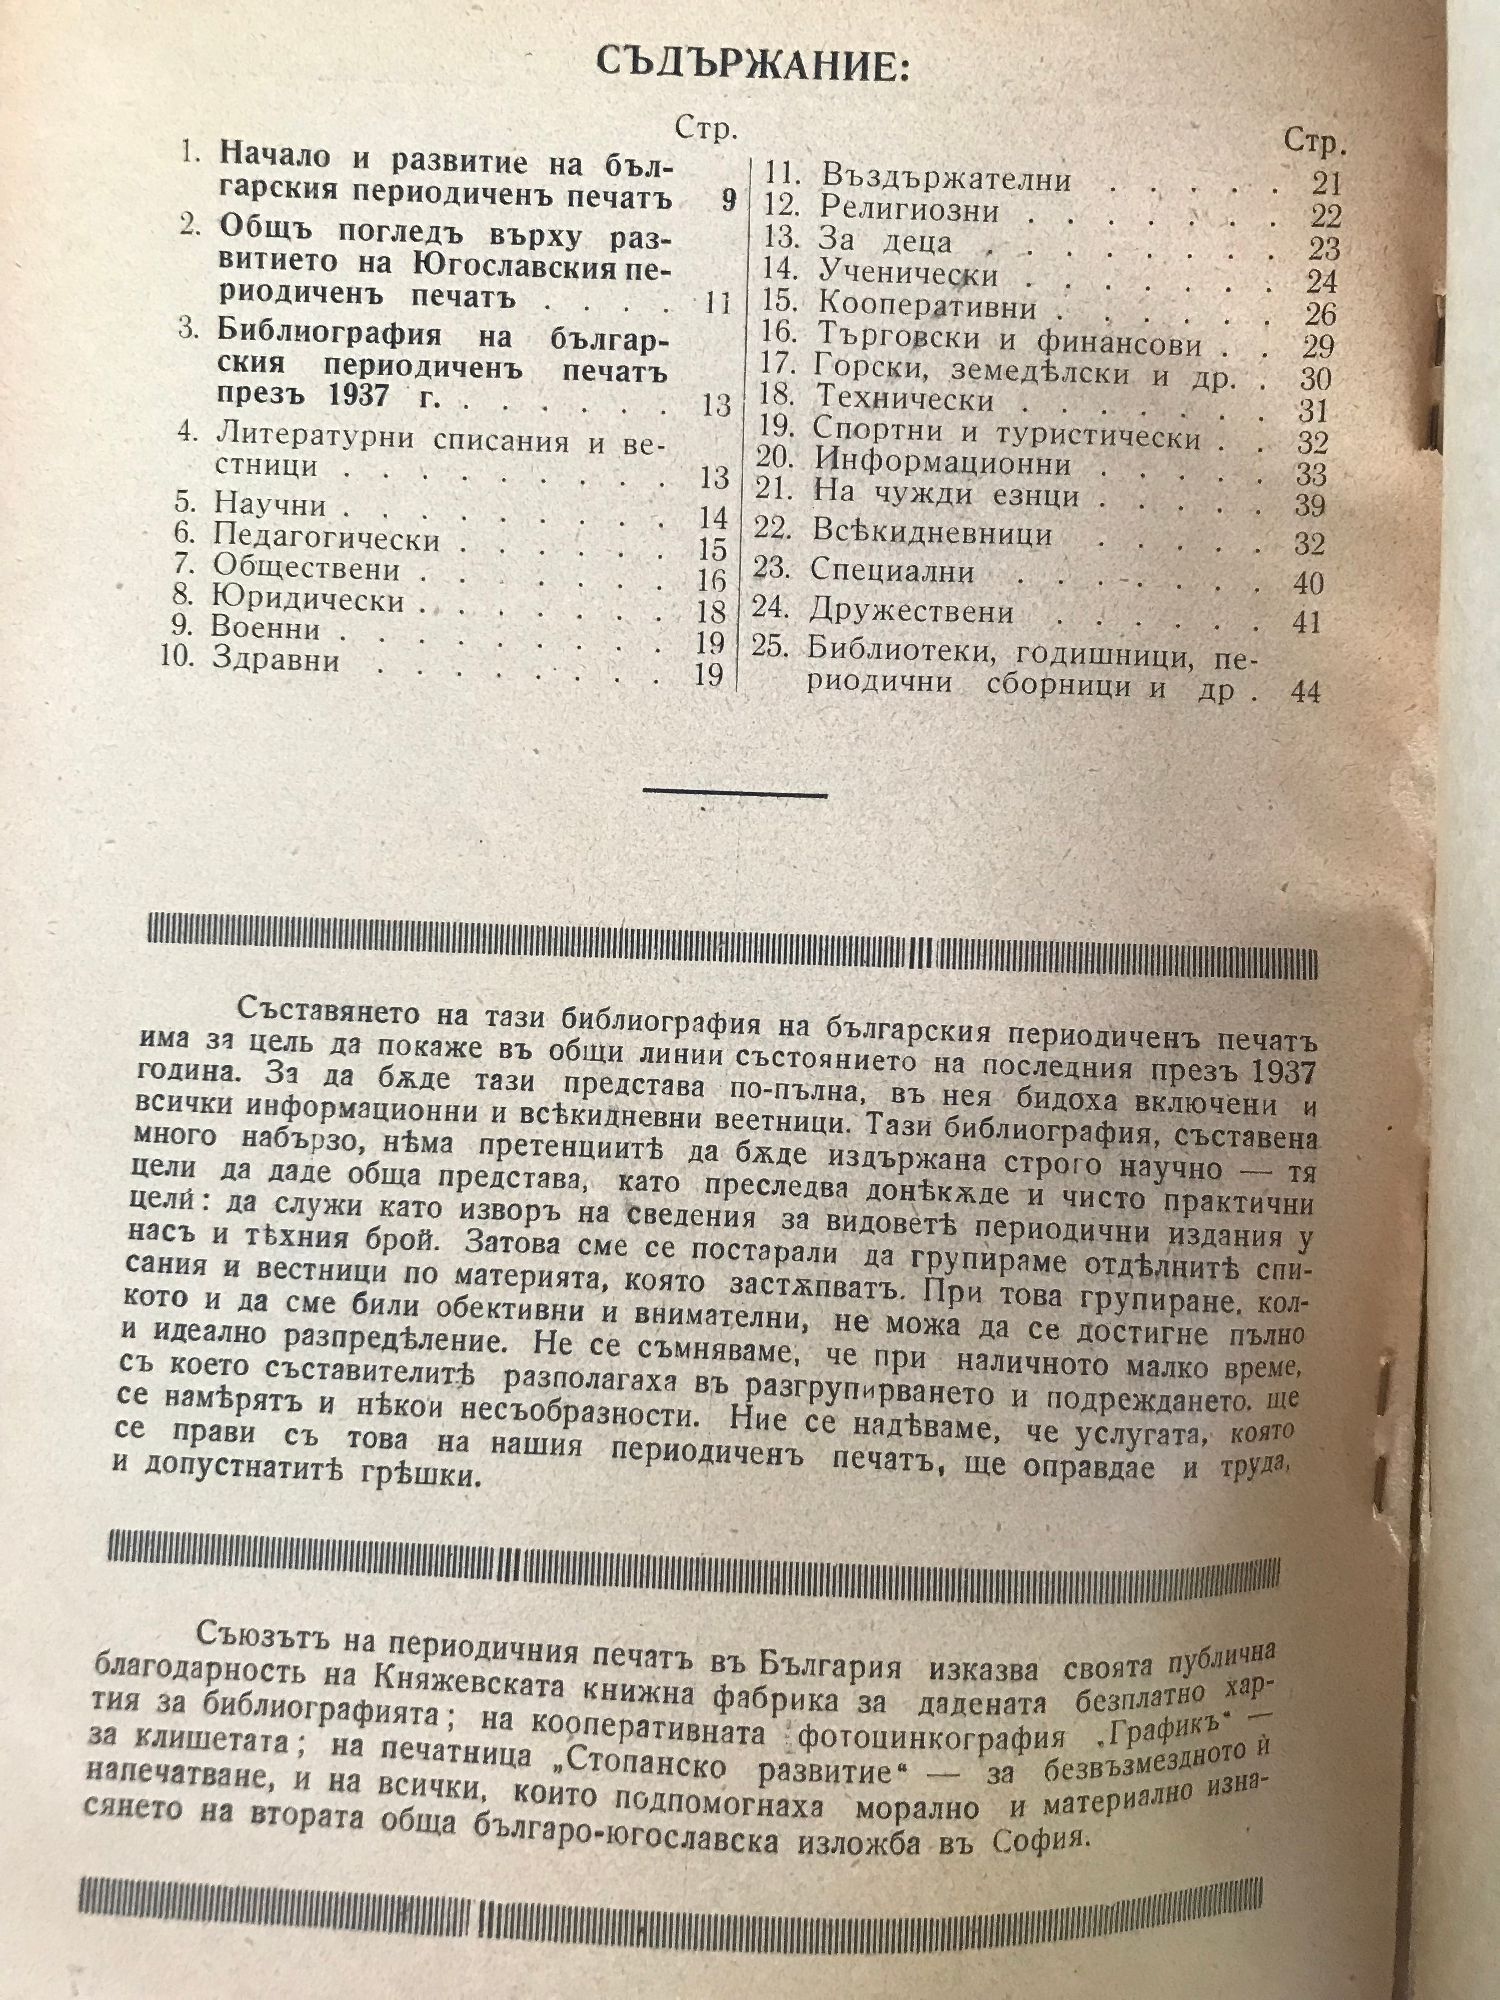 СЪДЪРЖАНИЕ:
Стр.
1. Начало и развитие на бъл-
гарския периодиченъ печатъ 9
2. Общъ погледъ върху раз-
витието на Югославския пе-
риодиченъ печатъ . . . . 11
3. Библиография на българ-
ския периодиченъ печатъ
презъ 1937 г. . . . . . . 13
4. Литературни списания и ве-
стници . . . . . . . . . 13
5. Научни . . . . . . . . . 14
6. Педагогически . . . . . . 15
7. Обществени . . . . . . . 16
8. Юридически . . . . . . . 18
9. Военни . . . . . . . . . 19
10. Здравни . . . . . . . . 19
Стр.
11. Въздържателни . . . . . 21
12. Религиозни . . . . . . . 22
13. За деца . . . . . . . . 23
14. Ученически . . . . . . . 24
15. Кооперативни . . . . . . 26
16. Търговски и финансови . . 29
17. Горски, земедѣлски и др. . 30
18. Технически . . . . . . . 31
19. Спортни и туристически . . 32
20. Информационни . . . . . 33
21. На чужди езнци . . . . . 39
22. Всѣкидневници . . . . . 32
23. Специални . . . . . . . 40
24. Дружествени . . . . . . 41
25. Библиотеки, годишници, пе-
риодични сборници и др . 44
Съставянето на тази библиография на българския периодиченъ печатъ
има за цель да покаже въ общи линии състоянието на последния презъ 1937
година. За да бѫде тази представа по-пълна, въ нея бидоха включени и
всички информационни и всѣкидневни веетници. Тази библиография, съставена
много набързо, нѣма претенциитѣ да бѫде издържана строго научно — тя
цели да даде обща представа, като преследва донѣкѫде и чисто практични
цели: да служи като изворъ на сведения за видоветѣ периодични издания у
насъ и тѣхния брой. Затова сме се постарали да групираме отдѣлнитѣ спи-
сания и вестници по материята, която застѫпватъ. При това групиране, кол-
кото и да сме били обективни и внимателни, не можа да се достигне пълно
и идеално разпредѣление. Не се съмняваме, че при наличното малко време,
съ което съставителитѣ разполагаха въ разгрупирването и подреждането. ще
се намѣрятъ и нѣкои несъобразности. Ние се надѣваме, че услугата, която
се прави съ това на нашия периодиченъ печатъ, ще оправдае и труда,
и допустнатитѣ грѣшки.
Съюзътъ на периодичния печатъ въ България изказва своята публична
благодарность на Княжевската книжна фабрика за дадената безплатно хар-
тия за библиографията; на кооперативната фотоцинкография „Графикъ“ —
за клишетата; на печатница „Стопанско развитие“ — за безвъзмездното ѝ
напечатване, и на всички, които подпомогнаха морално и материално изна-
сянето на втората обща българо-югославска изложба въ София.